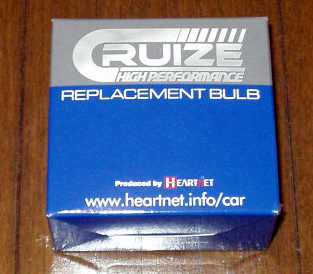 CRUIZE
HIGH PERFORMANCE
REPLACEMENT BULB
Produced by HEARTNET
www.heartnet.info/car